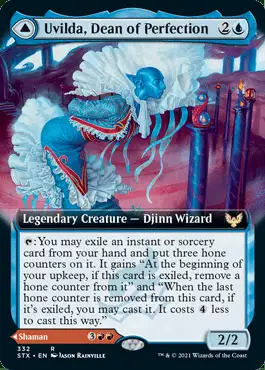 Uvilda, Dean of Perfection 2
Legendary Creature — Djinn Wizard
: You may exile an instant or sorcery
card from your hand and put three hone
counters on it. It gains “At the beginning of
your upkeep, if this card is exiled, remove a
hone counter from it” and “When the last
hone counter is removed from this card, if
it's exiled, you may cast it. It costs 4 less
to cast this way.”
Shaman 3
2/2
332 R
STX • EN JASON RAINVILLE
™ & © 2021 Wizards of the Coast